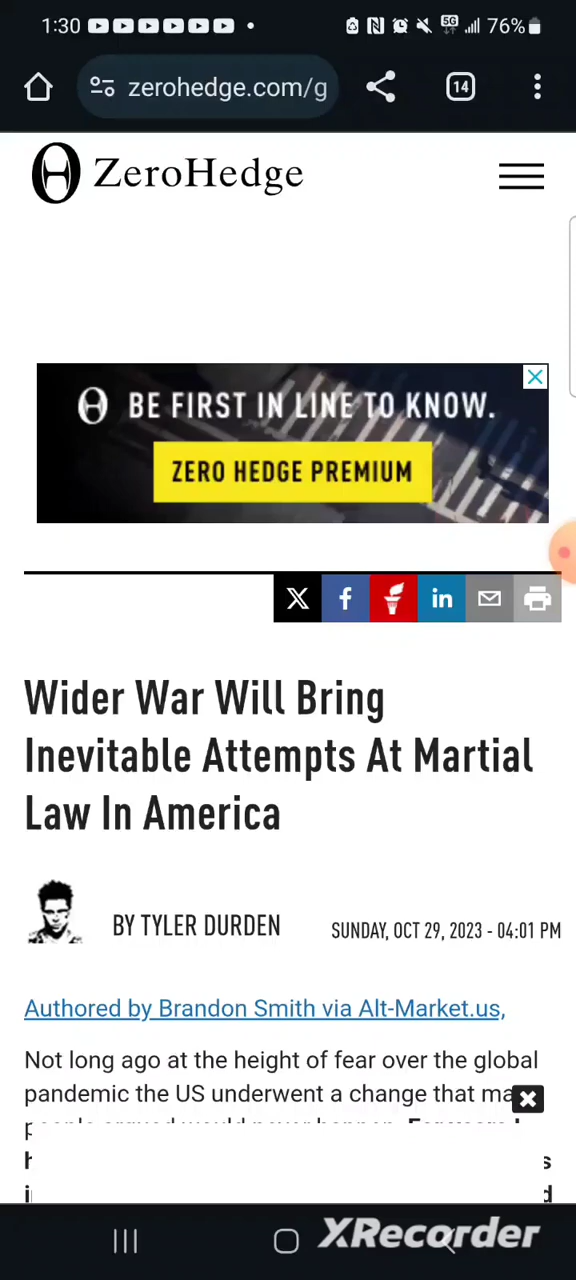 1:30 5G 76%
zerohedge.com/g 14
ZeroHedge
BE FIRST IN LINE TO KNOW.
ZERO HEDGE PREMIUM
Wider War Will Bring
Inevitable Attempts At Martial
Law In America
BY TYLER DURDEN SUNDAY, OCT 29, 2023 - 04:01 PM
Authored by Brandon Smith via Alt-Market.us,
Not long ago at the height of fear over the global
pandemic the US underwent a change that
XRecorder